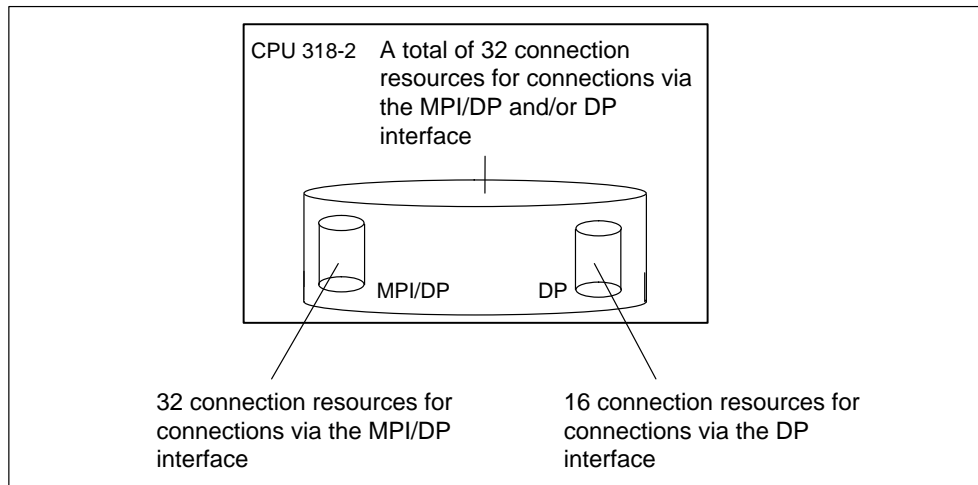 CPU 318-2
A total of 32 connection
resources for connections via
the MPI/DP and/or DP
interface
MPI/DP
DP
32 connection resources for
connections via the MPI/DP
interface
16 connection resources for
connections via the DP
interface